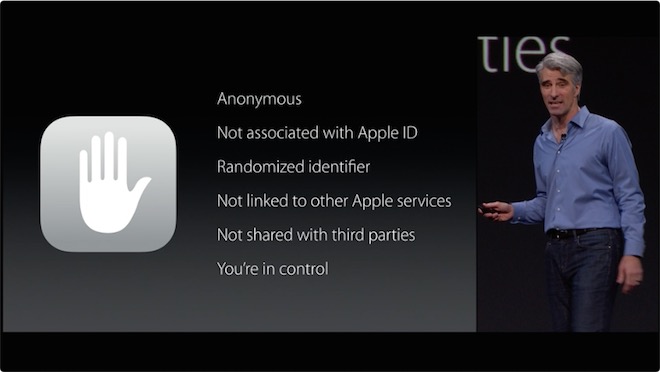 Anonymous
Not associated with Apple ID
Randomized identifier
Not linked to other Apple services
Not shared with third parties
You're in control
ties